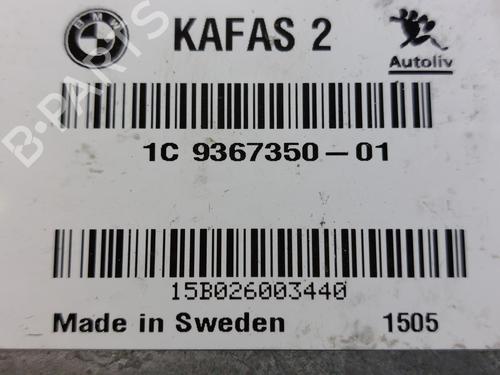 BMW KAFAS 2 Autoliv
1C 9367350-01
15B026003440
Made in Sweden 1505
B-PARTS